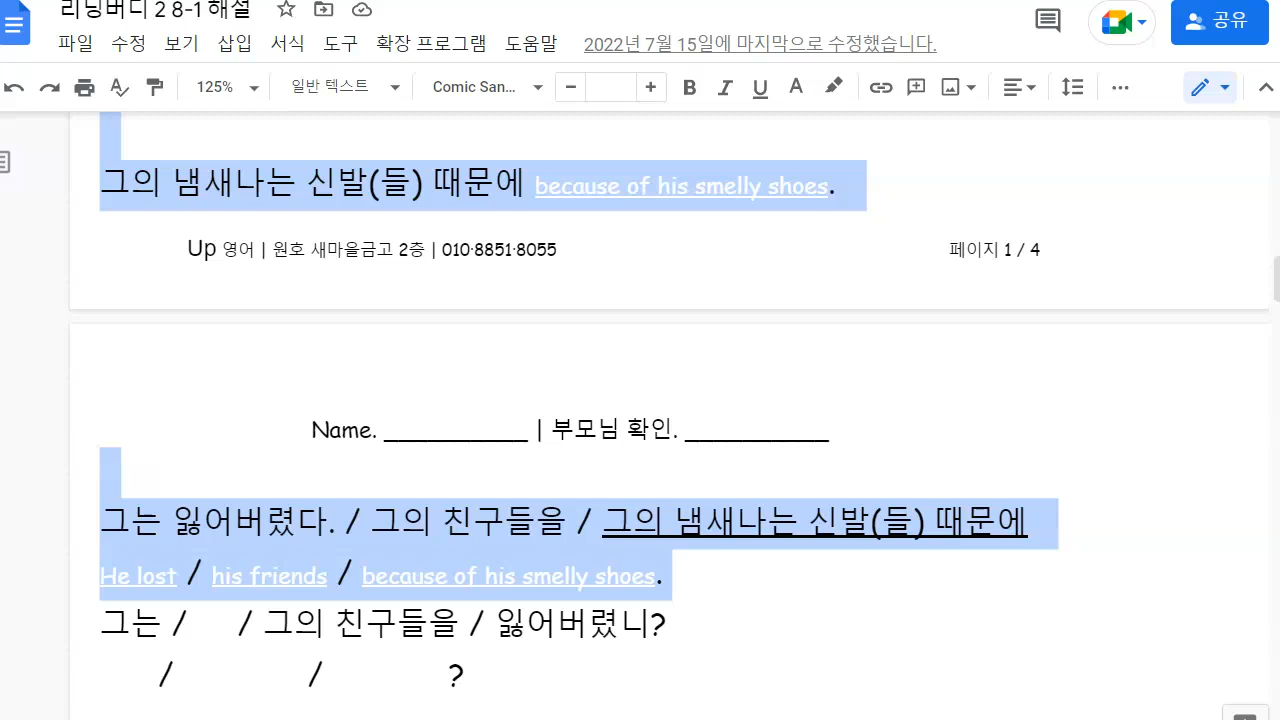 리닝버디 2 8-1 해설
파일 수정 보기 삽입 서식 도구 확장 프로그램 도움말 2022년 7월 15일에 마지막으로 수정했습니다.
공유
125% 일반 텍스트 Comic San... − + B I U A ...
그의 냄새나는 신발(들) 때문에 because of his smelly shoes.
Up 영어 | 원호 새마을금고 2층 | 010·8851·8055 페이지 1 / 4
Name. __________ | 부모님 확인. __________
그는 잃어버렸다. / 그의 친구들을 / 그의 냄새나는 신발(들) 때문에
He lost / his friends / because of his smelly shoes.
그는 / / 그의 친구들을 / 잃어버렸니?
/ / ?